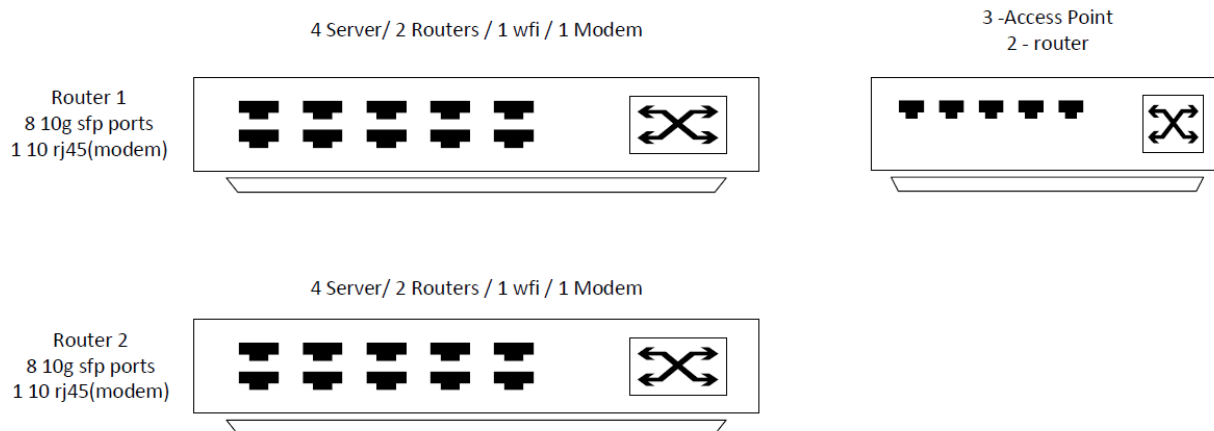 4 Server/ 2 Routers / 1 wfi / 1 Modem
3 -Access Point
2 - router
Router 1
8 10g sfp ports
1 10 rj45(modem)
4 Server/ 2 Routers / 1 wfi / 1 Modem
Router 2
8 10g sfp ports
1 10 rj45(modem)